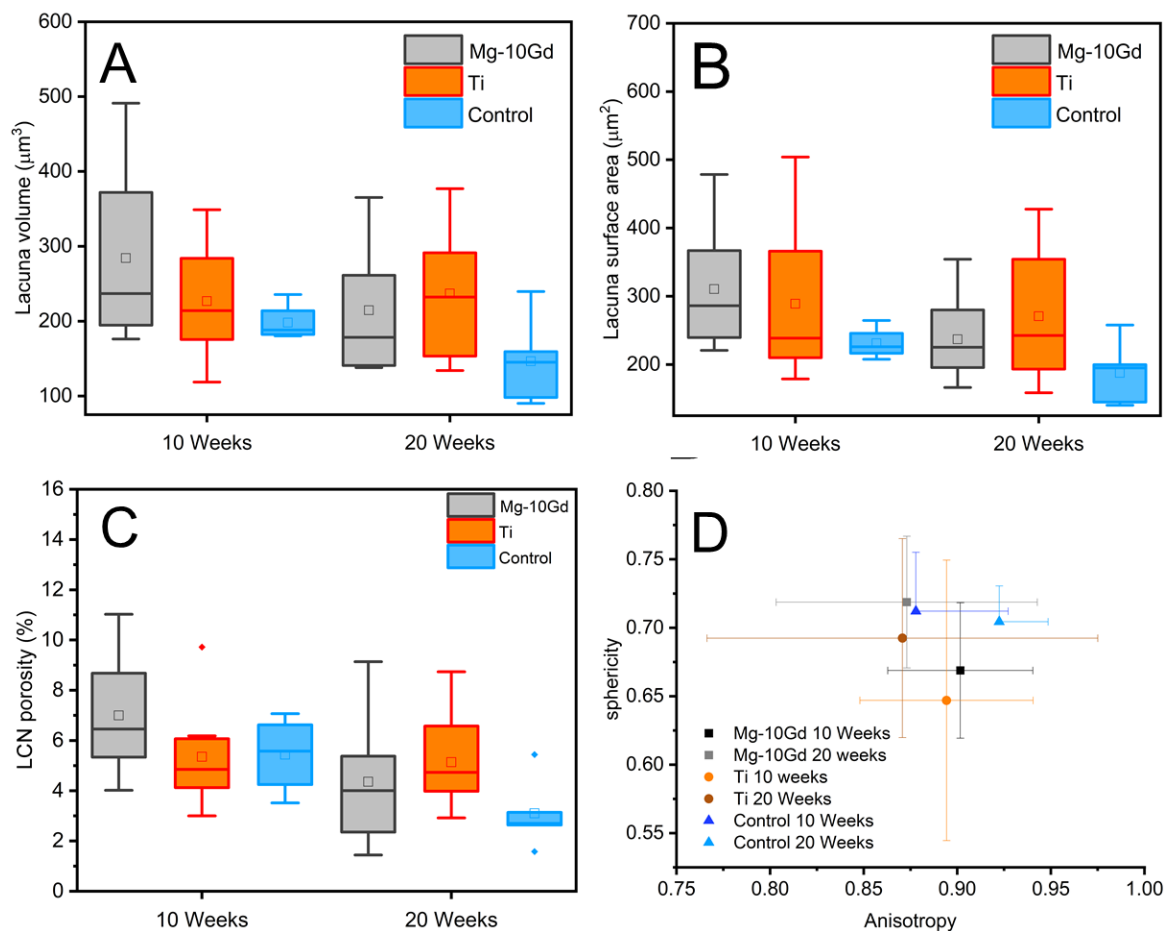 A
Lacuna volume (μm³)
600
500
400
300
200
100
Mg-10Gd
Ti
Control
10 Weeks
20 Weeks
B
Lacuna surface area (μm²)
700
600
500
400
300
200
Mg-10Gd
Ti
Control
10 Weeks
20 Weeks
C
LCN porosity (%)
16
14
12
10
8
6
4
2
0
Mg-10Gd
Ti
Control
10 Weeks
20 Weeks
D
sphericity
0.80
0.75
0.70
0.65
0.60
0.55
Mg-10Gd 10 Weeks
Mg-10Gd 20 weeks
Ti 10 weeks
Ti 20 Weeks
Control 10 Weeks
Control 20 Weeks
0.75 0.80 0.85 0.90 0.95 1.00
Anisotropy